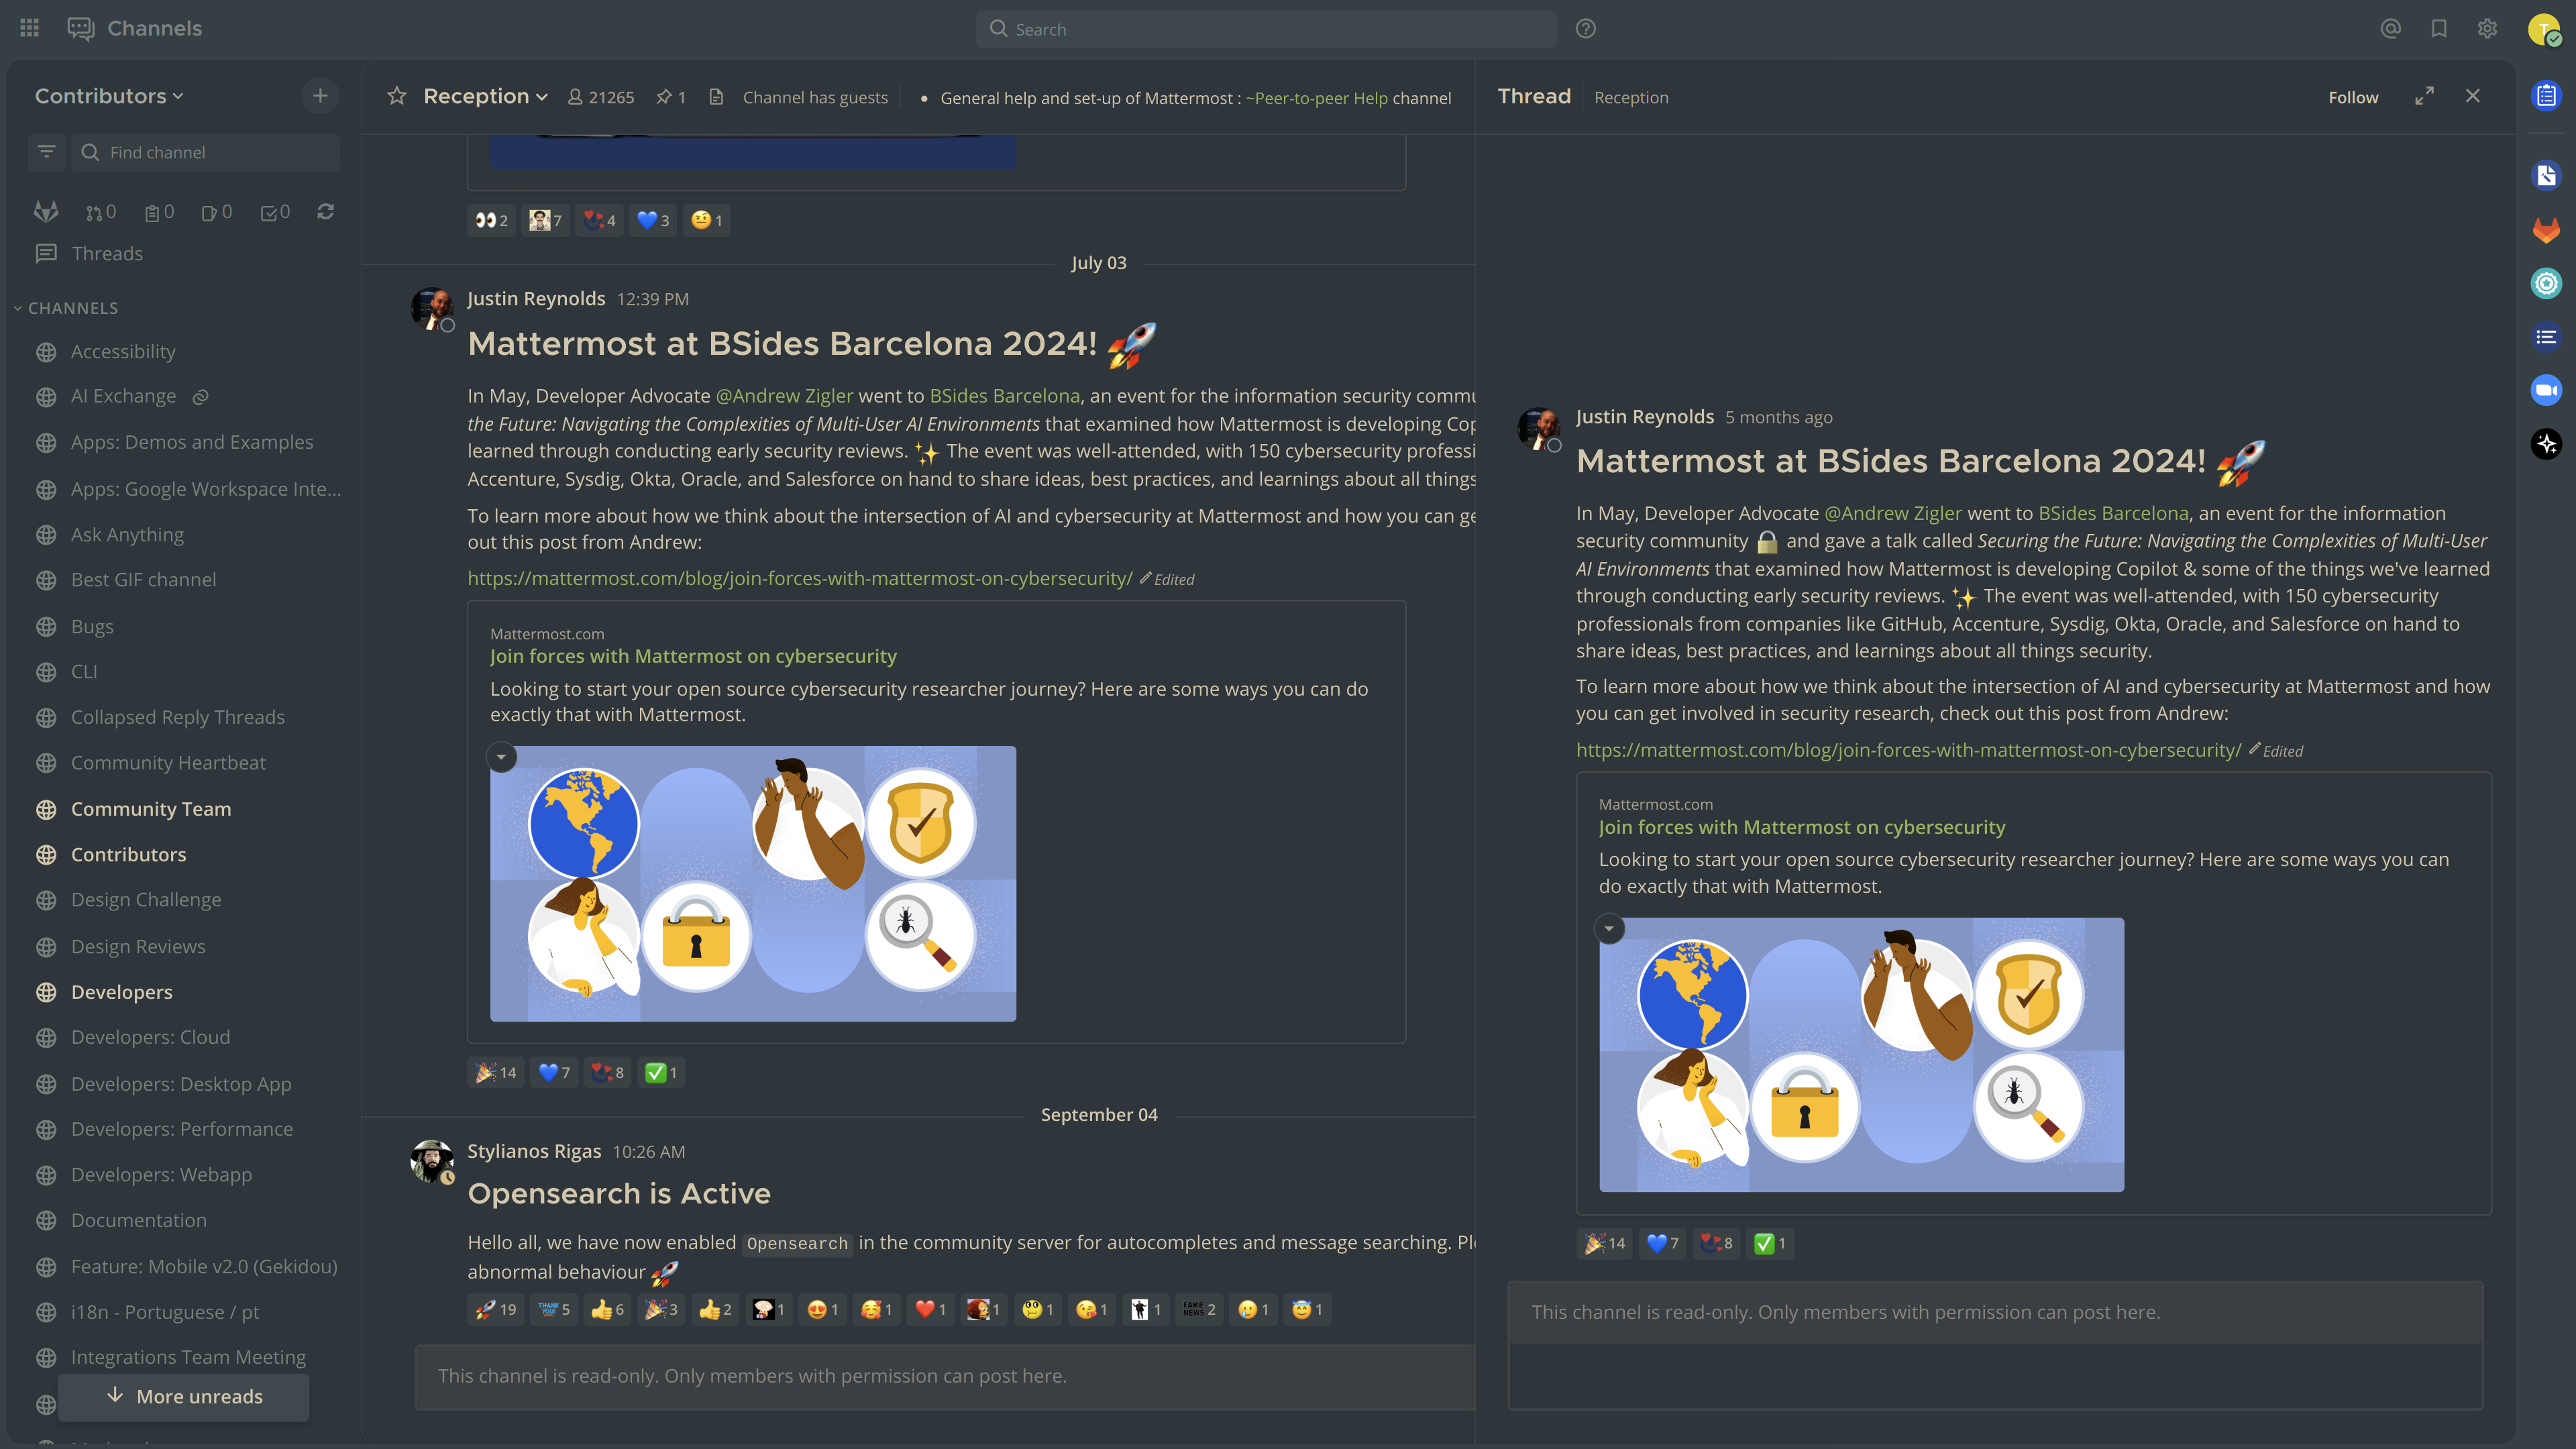 Channels
Search
T
Contributors
Find channel
0
0
0
0
Threads
CHANNELS
Accessibility
AI Exchange
Apps: Demos and Examples
Apps: Google Workspace Inte...
Ask Anything
Best GIF channel
Bugs
CLI
Collapsed Reply Threads
Community Heartbeat
Community Team
Contributors
Design Challenge
Design Reviews
Developers
Developers: Cloud
Developers: Desktop App
Developers: Performance
Developers: Webapp
Documentation
Feature: Mobile v2.0 (Gekidou)
i18n - Portuguese / pt
Integrations Team Meeting
More unreads
Reception
21265
1
Channel has guests
• General help and set-up of Mattermost : ~Peer-to-peer Help channel
2
7
4
3
1
July 03
Justin Reynolds 12:39 PM
Mattermost at BSides Barcelona 2024! 🚀
In May, Developer Advocate @Andrew Zigler went to BSides Barcelona, an event for the information security commu
the Future: Navigating the Complexities of Multi-User AI Environments that examined how Mattermost is developing Cop
learned through conducting early security reviews. ✨ The event was well-attended, with 150 cybersecurity professi
Accenture, Sysdig, Okta, Oracle, and Salesforce on hand to share ideas, best practices, and learnings about all things
To learn more about how we think about the intersection of AI and cybersecurity at Mattermost and how you can ge
out this post from Andrew:
https://mattermost.com/blog/join-forces-with-mattermost-on-cybersecurity/ Edited
Mattermost.com
Join forces with Mattermost on cybersecurity
Looking to start your open source cybersecurity researcher journey? Here are some ways you can do
exactly that with Mattermost.
14
7
8
1
September 04
Stylianos Rigas 10:26 AM
Opensearch is Active
Hello all, we have now enabled Opensearch in the community server for autocompletes and message searching. Ple
abnormal behaviour 🚀
19
THANK YOU! 5
6
3
2
1
1
1
1
1
1
1
1
FAKE NEWS 2
1
1
This channel is read-only. Only members with permission can post here.
Thread
Reception
Follow
Justin Reynolds 5 months ago
Mattermost at BSides Barcelona 2024! 🚀
In May, Developer Advocate @Andrew Zigler went to BSides Barcelona, an event for the information
security community 🔒 and gave a talk called Securing the Future: Navigating the Complexities of Multi-User
AI Environments that examined how Mattermost is developing Copilot & some of the things we've learned
through conducting early security reviews. ✨ The event was well-attended, with 150 cybersecurity
professionals from companies like GitHub, Accenture, Sysdig, Okta, Oracle, and Salesforce on hand to
share ideas, best practices, and learnings about all things security.
To learn more about how we think about the intersection of AI and cybersecurity at Mattermost and how
you can get involved in security research, check out this post from Andrew:
https://mattermost.com/blog/join-forces-with-mattermost-on-cybersecurity/ Edited
Mattermost.com
Join forces with Mattermost on cybersecurity
Looking to start your open source cybersecurity researcher journey? Here are some ways you can
do exactly that with Mattermost.
14
7
8
1
This channel is read-only. Only members with permission can post here.